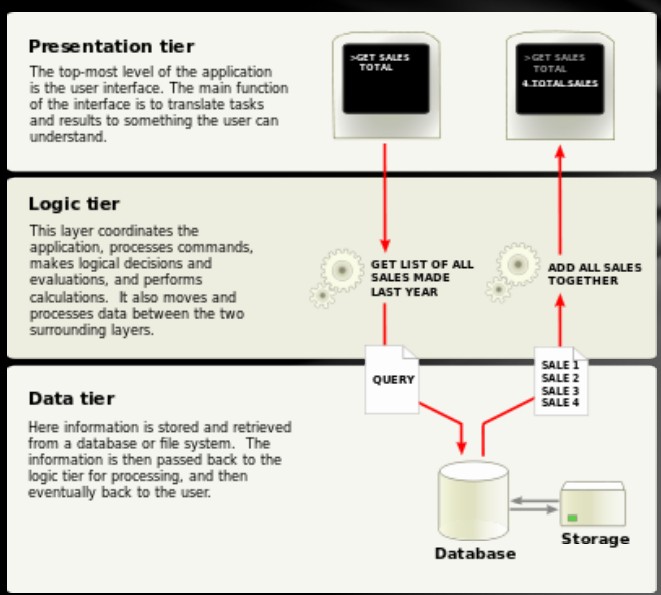 Presentation tier
The top-most level of the application
is the user interface. The main function
of the interface is to translate tasks
and results to something the user can
understand.
>GET SALES
TOTAL
>GET SALES
TOTAL
4 TOTAL SALES
Logic tier
This layer coordinates the
application, processes commands,
makes logical decisions and
evaluations, and performs
calculations. It also moves and
processes data between the two
surrounding layers.
GET LIST OF ALL
SALES MADE
LAST YEAR
ADD ALL SALES
TOGETHER
QUERY
SALE 1
SALE 2
SALE 3
SALE 4
Data tier
Here information is stored and retrieved
from a database or file system. The
information is then passed back to the
logic tier for processing, and then
eventually back to the user.
Database
Storage